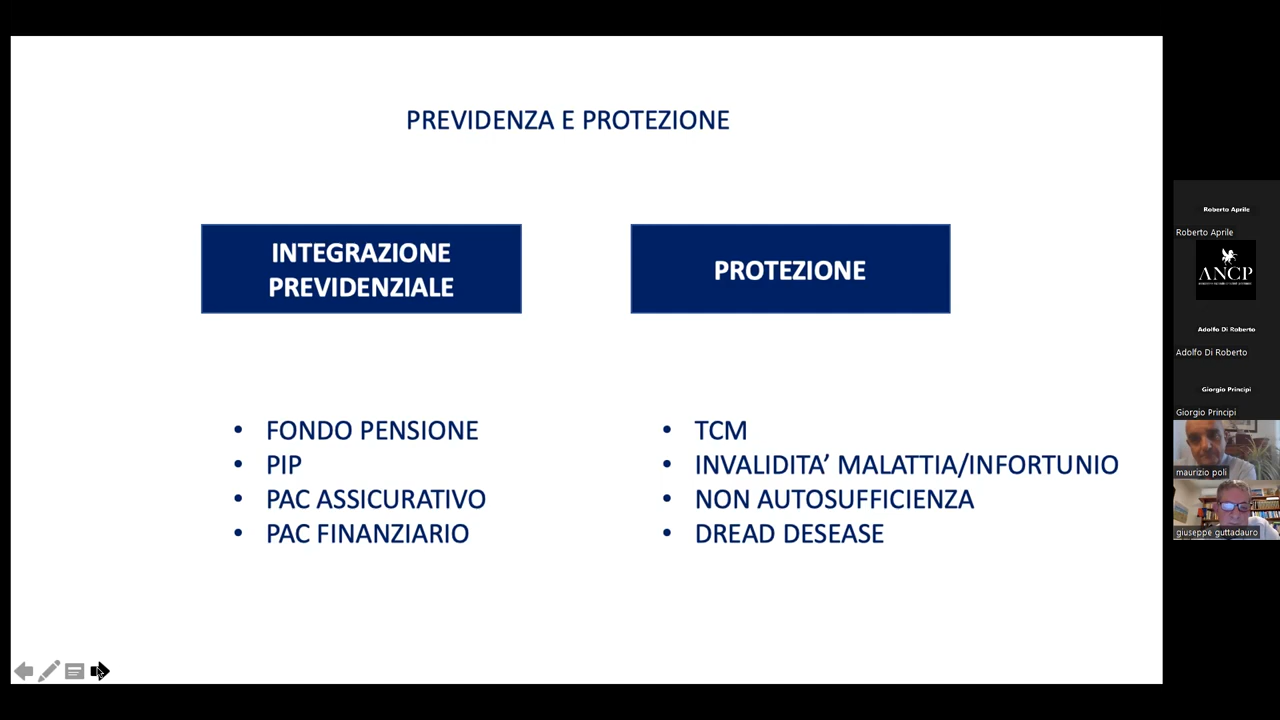 PREVIDENZA E PROTEZIONE
INTEGRAZIONE
PREVIDENZIALE
PROTEZIONE
• FONDO PENSIONE
• PIP
• PAC ASSICURATIVO
• PAC FINANZIARIO
• TCM
• INVALIDITA’ MALATTIA/INFORTUNIO
• NON AUTOSUFFICIENZA
• DREAD DESEASE
Roberto Aprile
Roberto Aprile
ANCP
Adolfo Di Roberto
Adolfo Di Roberto
Giorgio Principi
Giorgio Principi
maurizio poli
giuseppe guttadauro